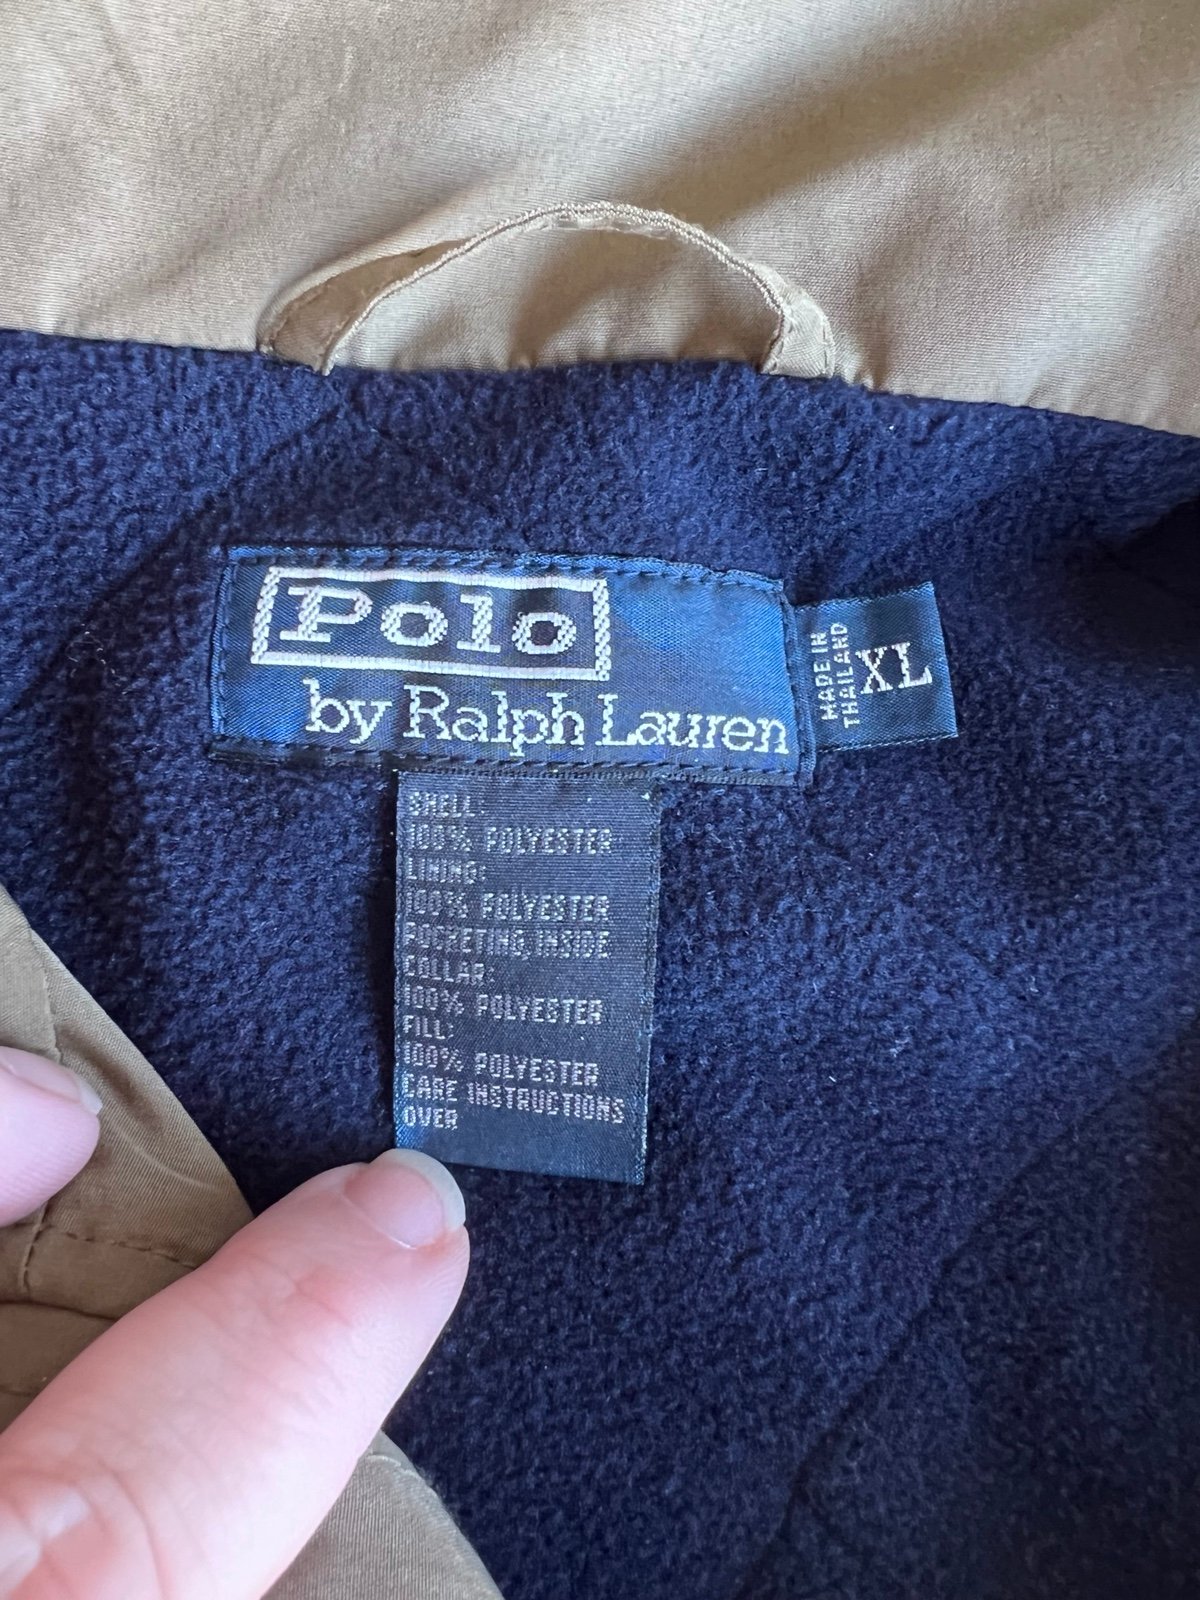 Polo
by Ralph Lauren
MADE IN
THAILAND
XL
SHELL:
100% POLYESTER
LINING:
100% POLYESTER
POCKETING, INSIDE
COLLAR:
100% POLYESTER
FILL:
100% POLYESTER
CARE INSTRUCTIONS
OVER